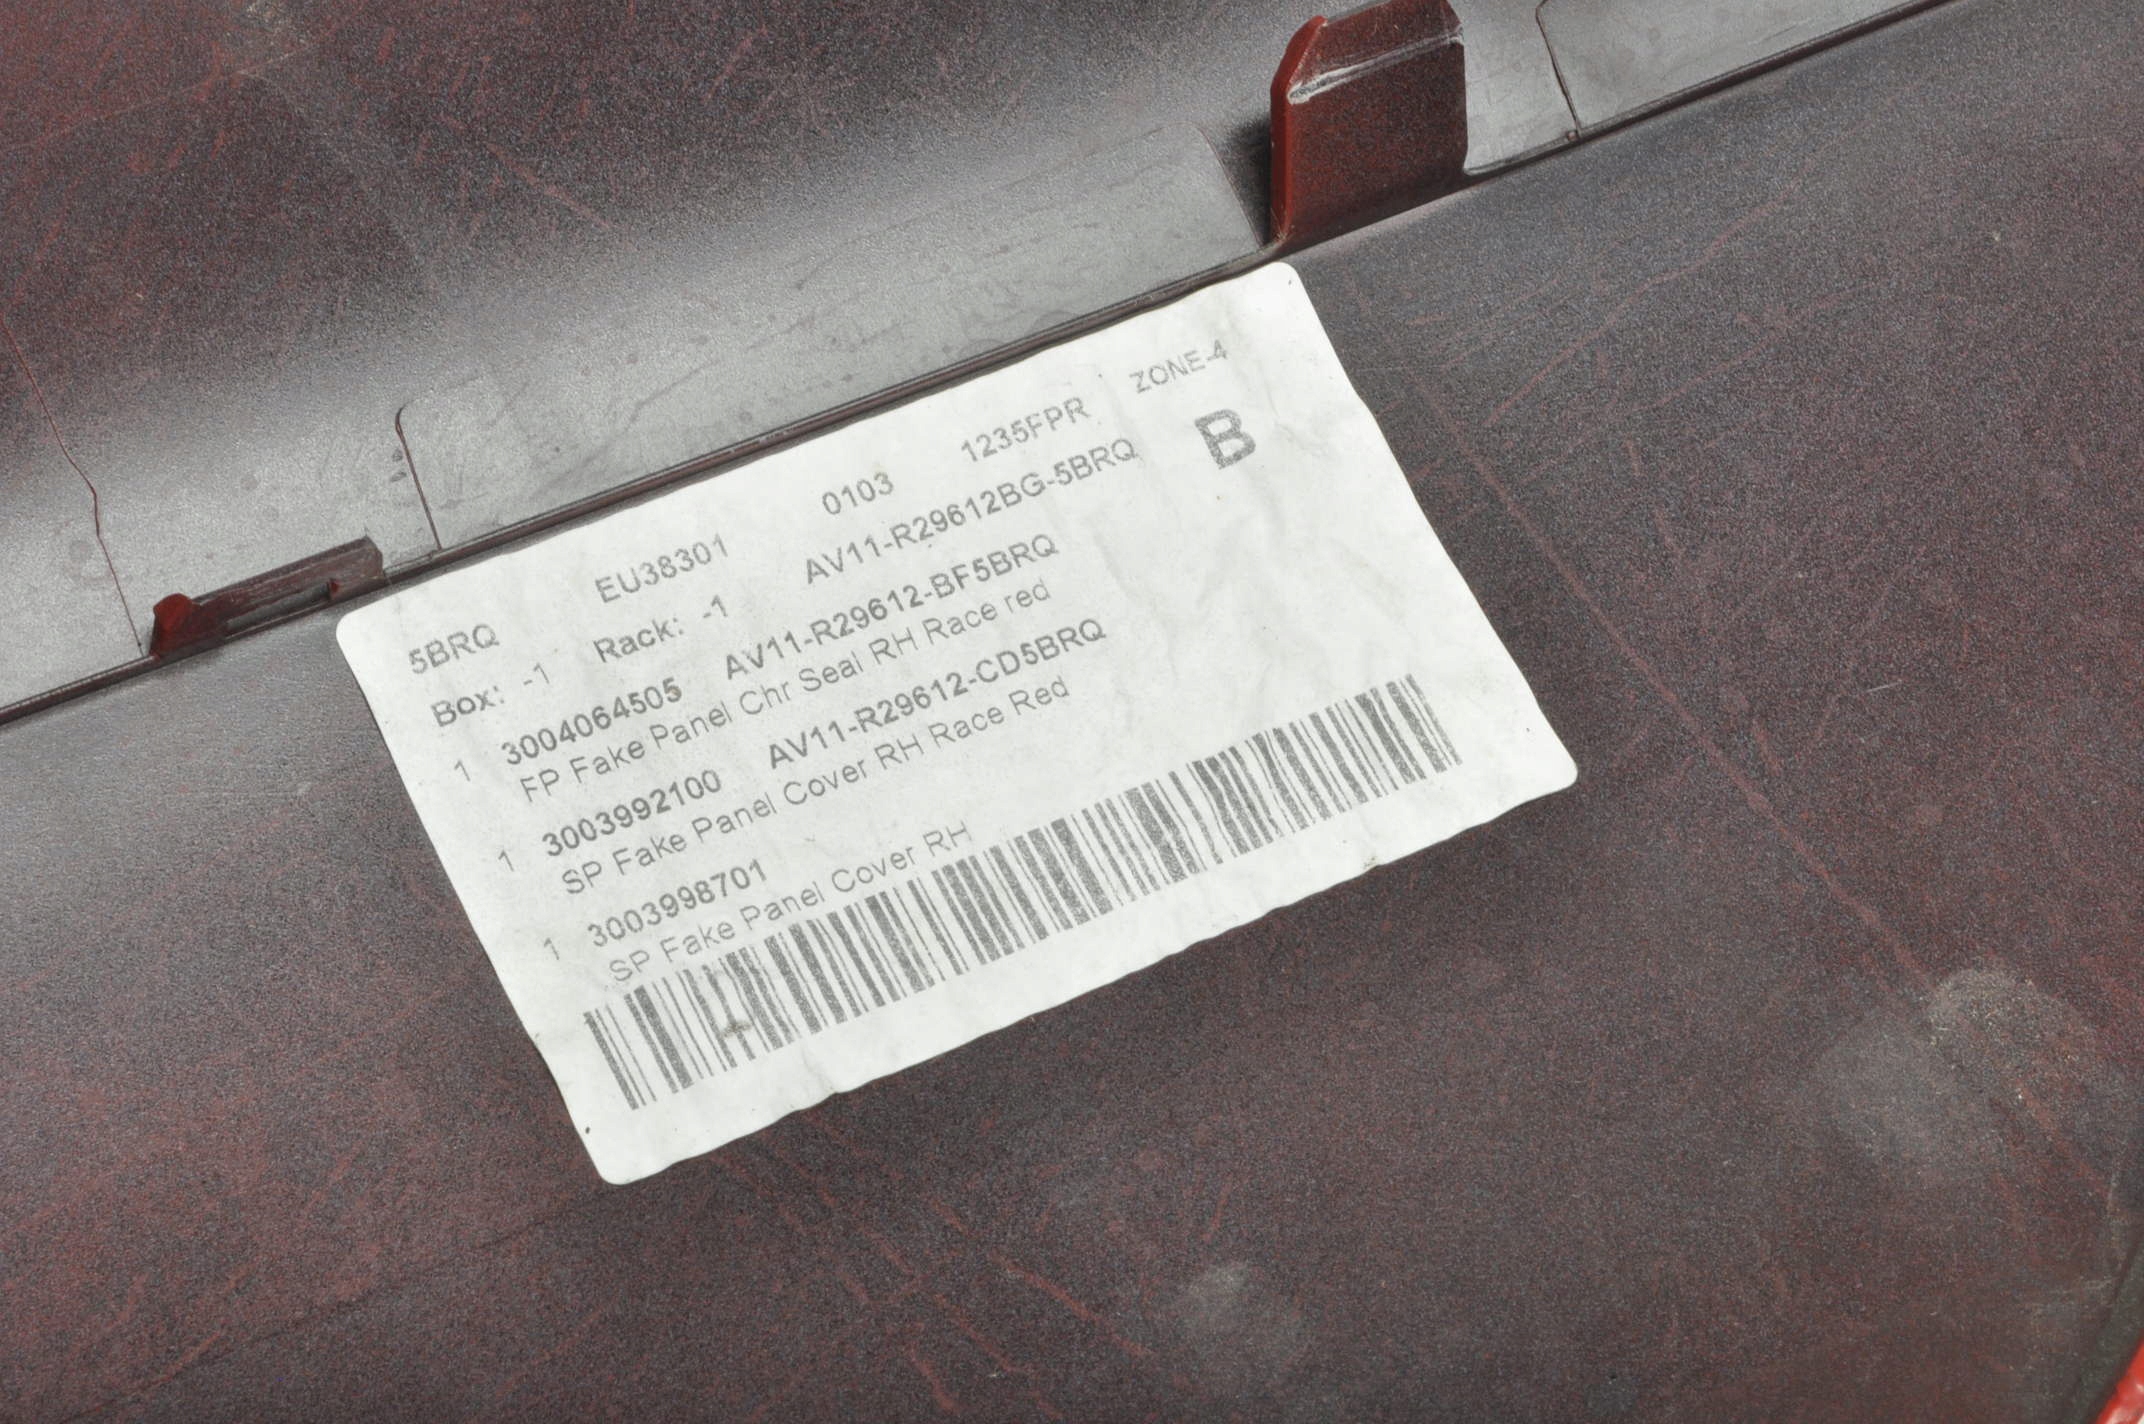 5BRQ EU38301 0103 1235FPR ZONE-4
Box: -1 Rack: -1 AV11-R29612BG-5BRQ B
1 3004064505 AV11-R29612-BF5BRQ
FP Fake Panel Chr Seal RH Race red
1 3003992100 AV11-R29612-CD5BRQ
SP Fake Panel Cover RH Race Red
1 3003998701
SP Fake Panel Cover RH